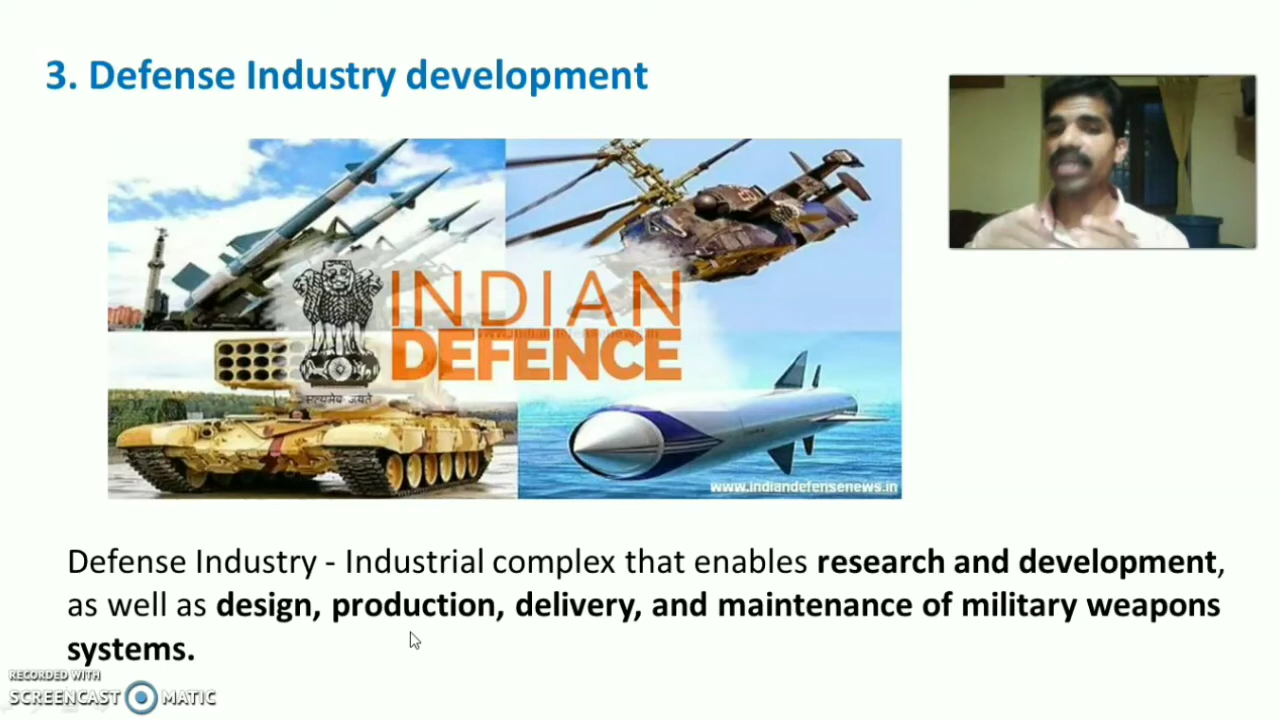 3. Defense Industry development
INDIAN
DEFENCE
सत्यमेव जयते
www.indiandefensenews.in
Defense Industry - Industrial complex that enables research and development,
as well as design, production, delivery, and maintenance of military weapons
systems.
RECORDED WITH
SCREENCAST MATIC